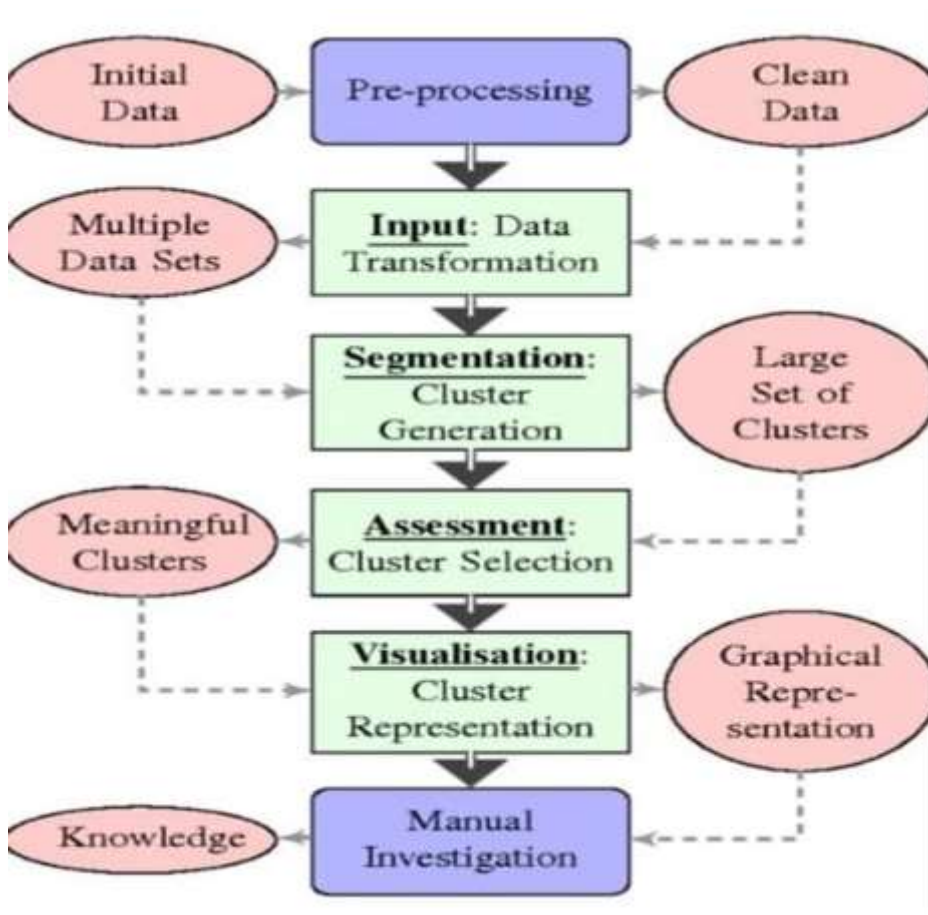 Initial
Data
Pre-processing
Clean
Data
Multiple
Data Sets
Input: Data
Transformation
Segmentation:
Cluster
Generation
Large
Set of
Clusters
Meaningful
Clusters
Assessment:
Cluster Selection
Visualisation:
Cluster
Representation
Graphical
Repre-
sentation
Knowledge
Manual
Investigation